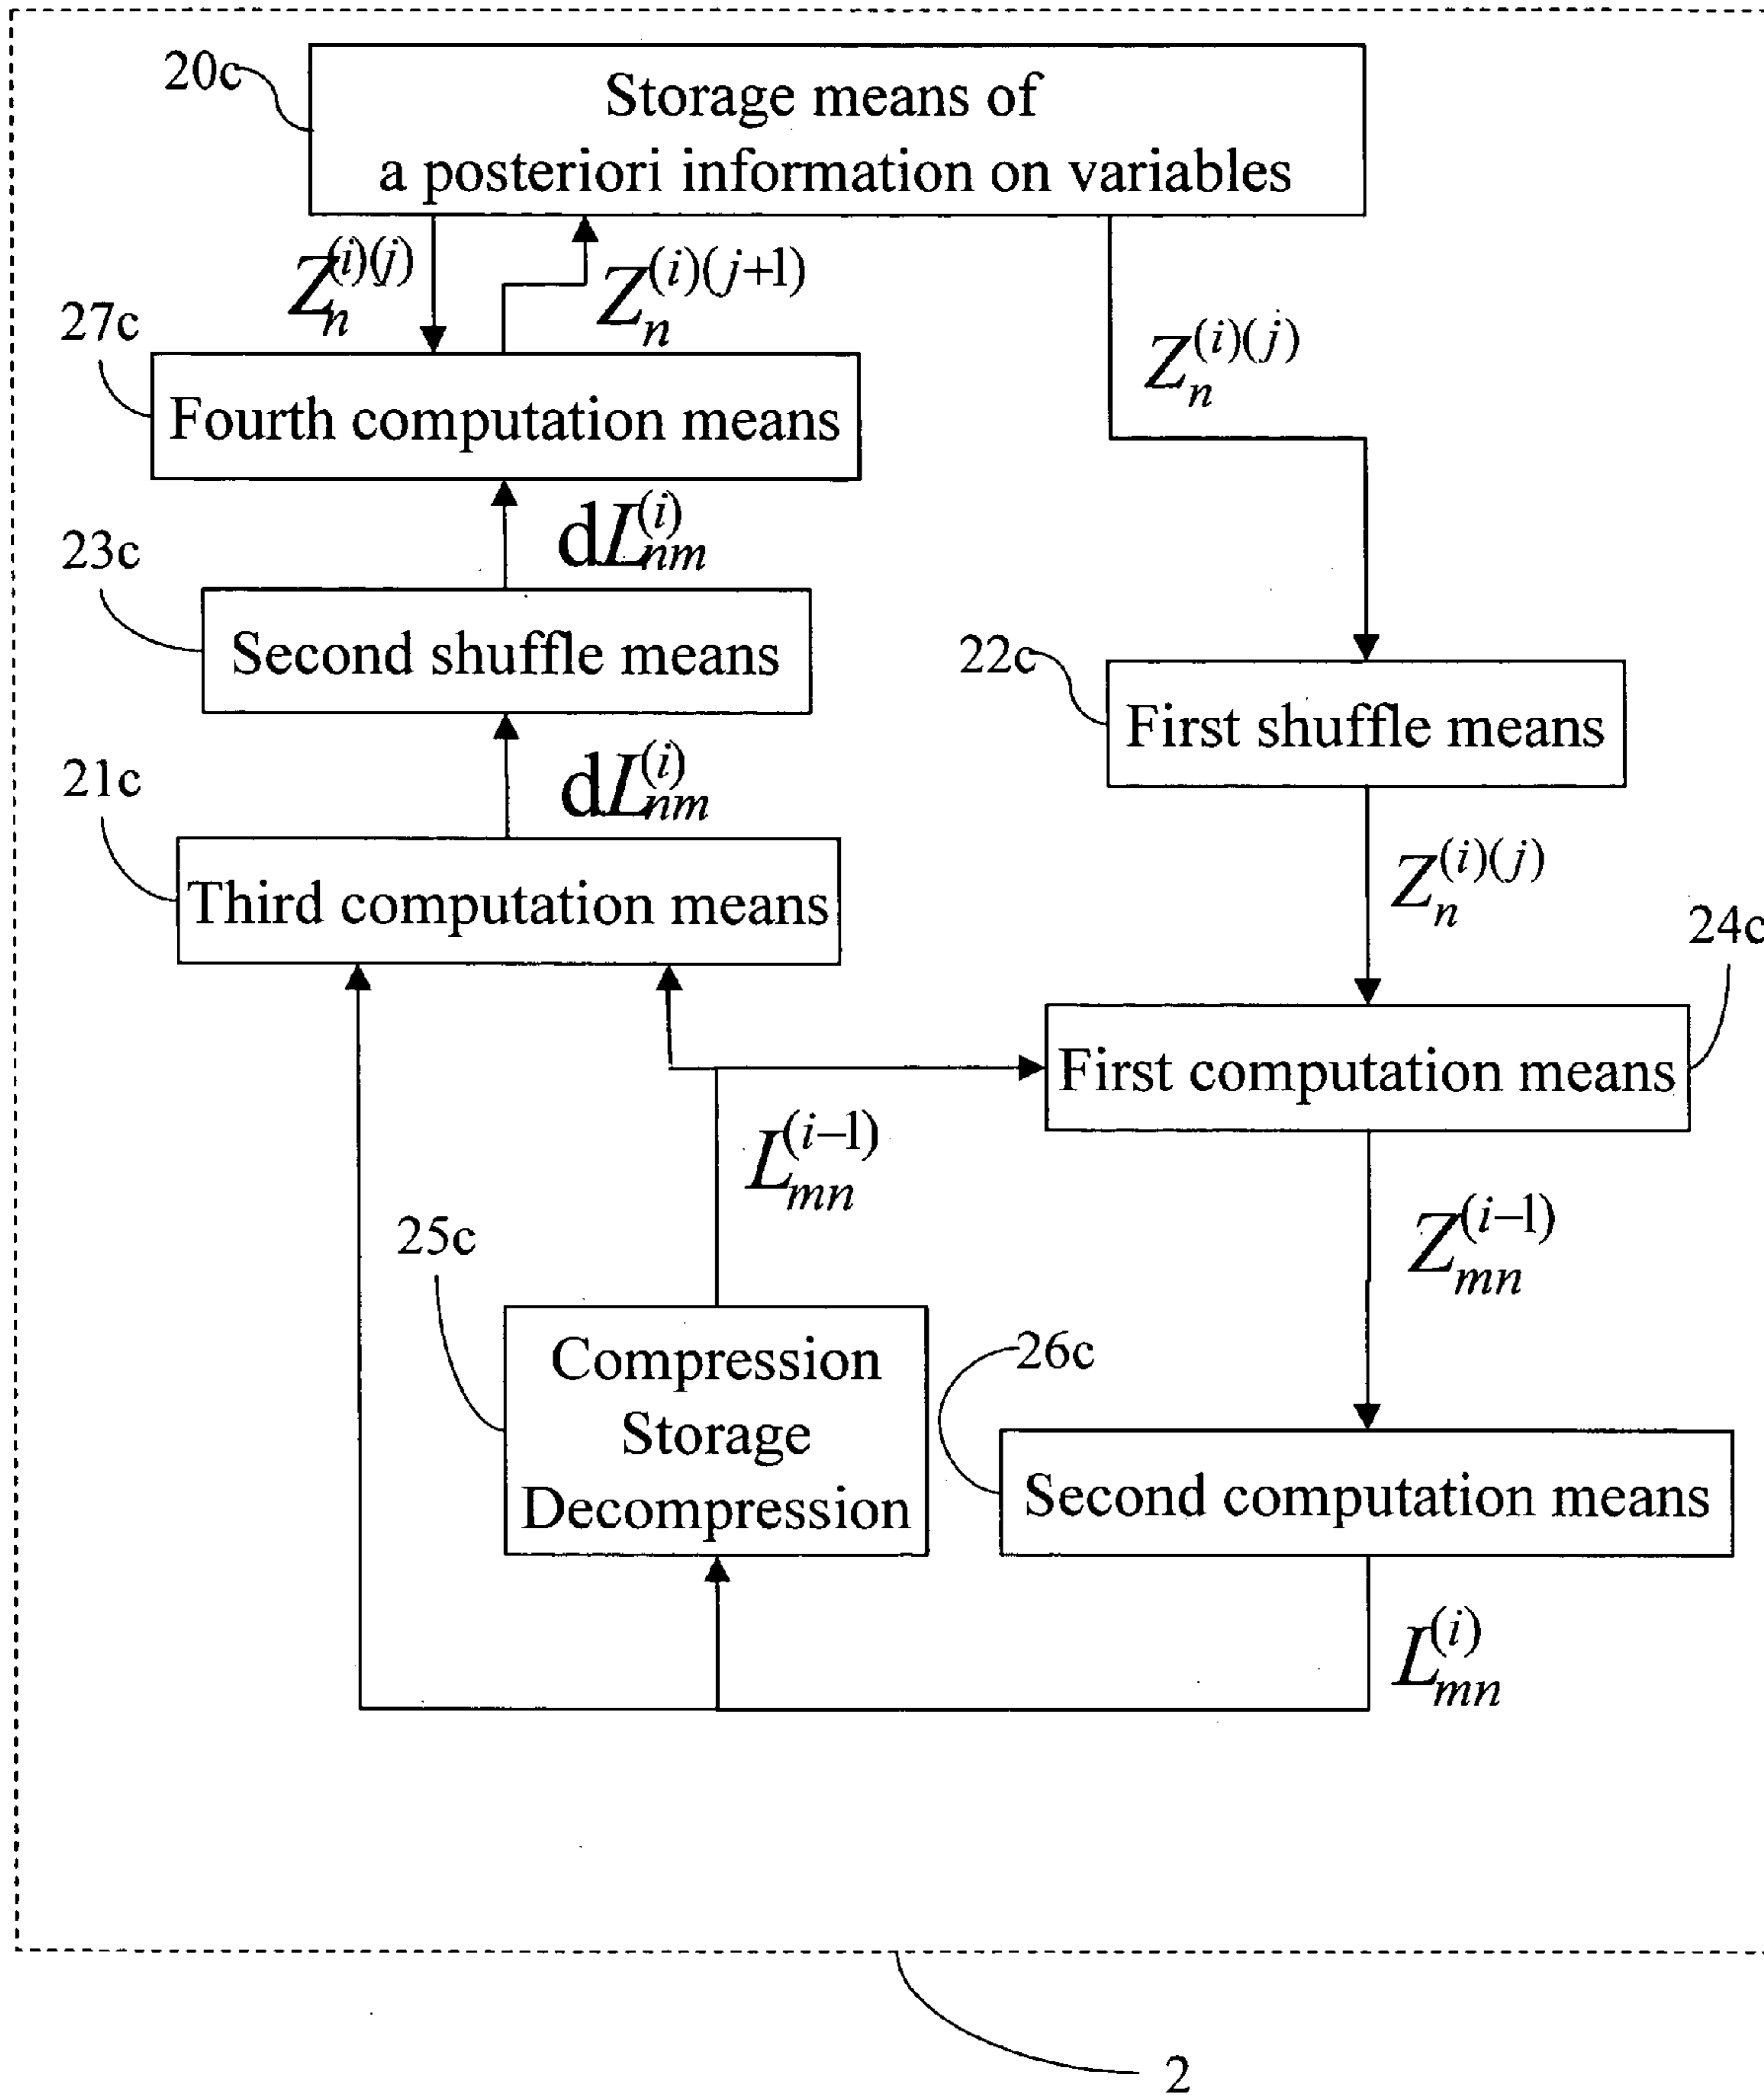 20c
Storage means of
a posteriori information on variables
Z_n^{(i)(j)}
Z_n^{(i)(j+1)}
Z_n^{(i)(j)}
27c
Fourth computation means
dL_{nm}^{(i)}
23c
Second shuffle means
22c
First shuffle means
dL_{nm}^{(i)}
21c
Third computation means
Z_n^{(i)(j)}
24c
First computation means
L_{mn}^{(i–1)}
Z_{mn}^{(i–1)}
25c
Compression
Storage
Decompression
26c
Second computation means
L_{mn}^{(i)}
2